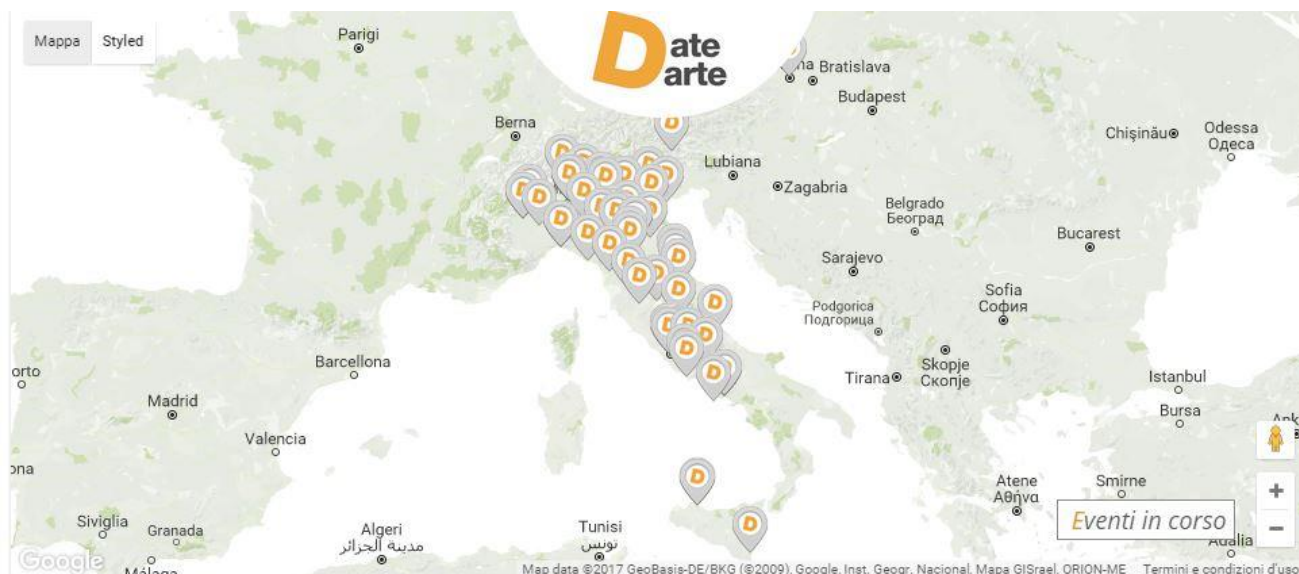 Mappa
Styled
Date
Darte
Parigi
Bratislava
Budapest
Berna
Chișinău
Odessa
Одеса
Lubiana
Zagabria
Belgrado
Београд
Bucarest
Sarajevo
Podgorica
Подгорица
Sofia
София
Barcellona
Skopje
Скопје
Tirana
Istanbul
Bursa
Madrid
Valencia
Atene
Αθήνα
Smirne
Eventi in corso
Siviglia
Granada
Algeri
مدينة الجزائر
Tunisi
تونس
Adalia
Google
Málaga
Map data ©2017 GeoBasis-DE/BKG (©2009), Google, Inst. Geogr. Nacional, Mapa GISrael, ORION-ME
Termini e condizioni d'uso